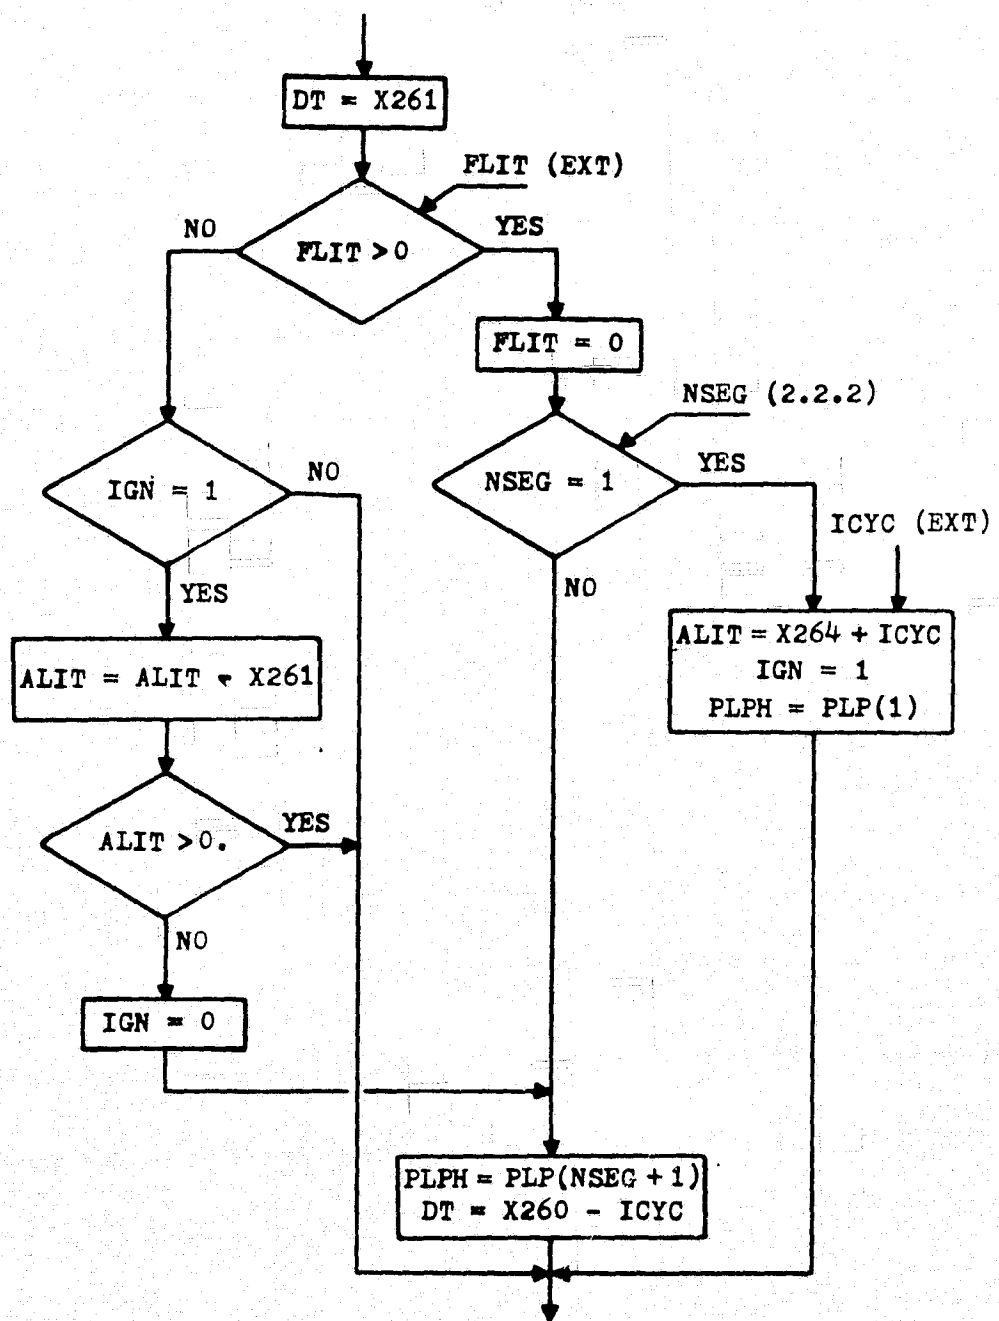 DT = X261
FLIT (EXT)
NO
YES
FLIT > 0
FLIT = 0
NSEG (2.2.2)
NO
YES
IGN = 1
NSEG = 1
ICYC (EXT)
YES
NO
ALIT = X264 + ICYC
IGN = 1
PLPH = PLP(1)
ALIT = ALIT - X261
YES
ALIT > 0.
NO
IGN = 0
PLPH = PLP(NSEG + 1)
DT = X260 - ICYC